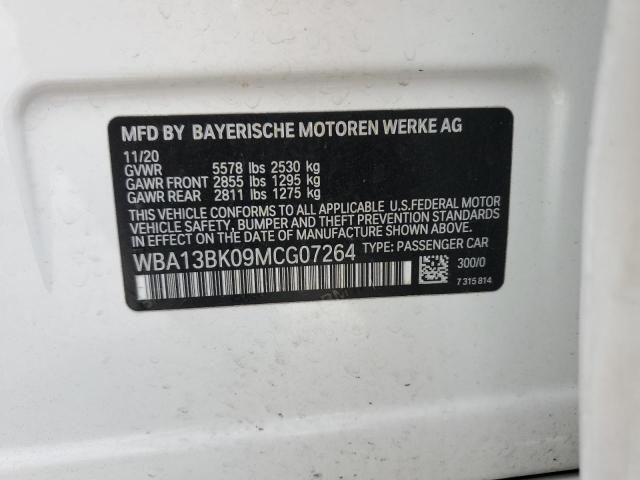 MFD BY BAYERISCHE MOTOREN WERKE AG
11/20
GVWR 5578 lbs 2530 kg
GAWR FRONT 2855 lbs 1295 kg
GAWR REAR 2811 lbs 1275 kg
THIS VEHICLE CONFORMS TO ALL APPLICABLE U.S.FEDERAL MOTOR
VEHICLE SAFETY, BUMPER AND THEFT PREVENTION STANDARDS
IN EFFECT ON THE DATE OF MANUFACTURE SHOWN ABOVE.
WBA13BK09MCG07264 TYPE: PASSENGER CAR
300/0
7 315 814